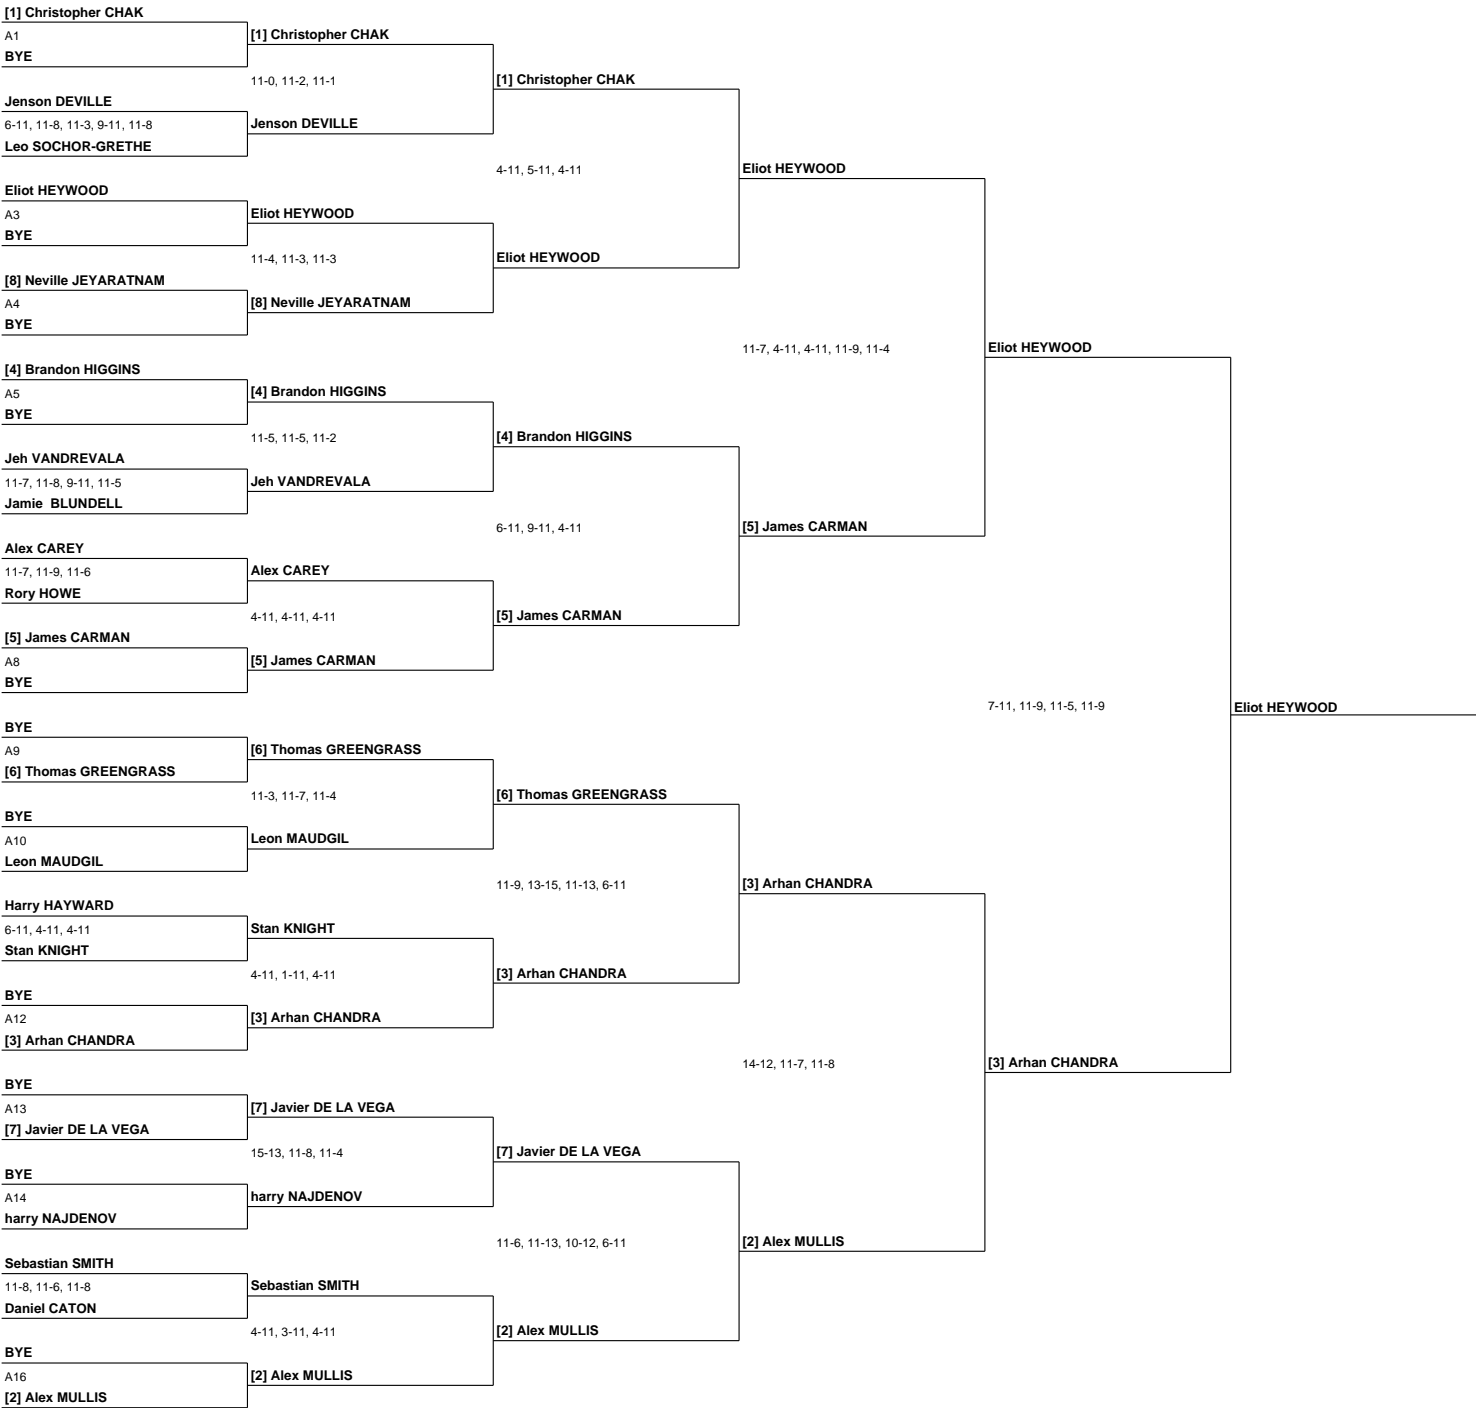 [1] Christopher CHAK
A1
BYE
Jenson DEVILLE
6-11, 11-8, 11-3, 9-11, 11-8
Leo SOCHOR-GRETHE
Eliot HEYWOOD
A3
BYE
[8] Neville JEYARATNAM
A4
BYE
[4] Brandon HIGGINS
A5
BYE
Jeh VANDREVALA
11-7, 11-8, 9-11, 11-5
Jamie BLUNDELL
Alex CAREY
11-7, 11-9, 11-6
Rory HOWE
[5] James CARMAN
A8
BYE
BYE
A9
[6] Thomas GREENGRASS
BYE
A10
Leon MAUDGIL
Harry HAYWARD
6-11, 4-11, 4-11
Stan KNIGHT
BYE
A12
[3] Arhan CHANDRA
BYE
A13
[7] Javier DE LA VEGA
BYE
A14
harry NAJDENOV
Sebastian SMITH
11-8, 11-6, 11-8
Daniel CATON
BYE
A16
[2] Alex MULLIS
[1] Christopher CHAK
11-0, 11-2, 11-1
Jenson DEVILLE
Eliot HEYWOOD
11-4, 11-3, 11-3
[8] Neville JEYARATNAM
[4] Brandon HIGGINS
11-5, 11-5, 11-2
Jeh VANDREVALA
Alex CAREY
4-11, 4-11, 4-11
[5] James CARMAN
[6] Thomas GREENGRASS
11-3, 11-7, 11-4
Leon MAUDGIL
Stan KNIGHT
4-11, 1-11, 4-11
[3] Arhan CHANDRA
[7] Javier DE LA VEGA
15-13, 11-8, 11-4
harry NAJDENOV
Sebastian SMITH
4-11, 3-11, 4-11
[2] Alex MULLIS
[1] Christopher CHAK
4-11, 5-11, 4-11
Eliot HEYWOOD
[4] Brandon HIGGINS
6-11, 9-11, 4-11
[5] James CARMAN
[6] Thomas GREENGRASS
11-9, 13-15, 11-13, 6-11
[3] Arhan CHANDRA
[7] Javier DE LA VEGA
11-6, 11-13, 10-12, 6-11
[2] Alex MULLIS
Eliot HEYWOOD
11-7, 4-11, 4-11, 11-9, 11-4
[5] James CARMAN
[3] Arhan CHANDRA
14-12, 11-7, 11-8
[2] Alex MULLIS
Eliot HEYWOOD
7-11, 11-9, 11-5, 11-9
[3] Arhan CHANDRA
Eliot HEYWOOD